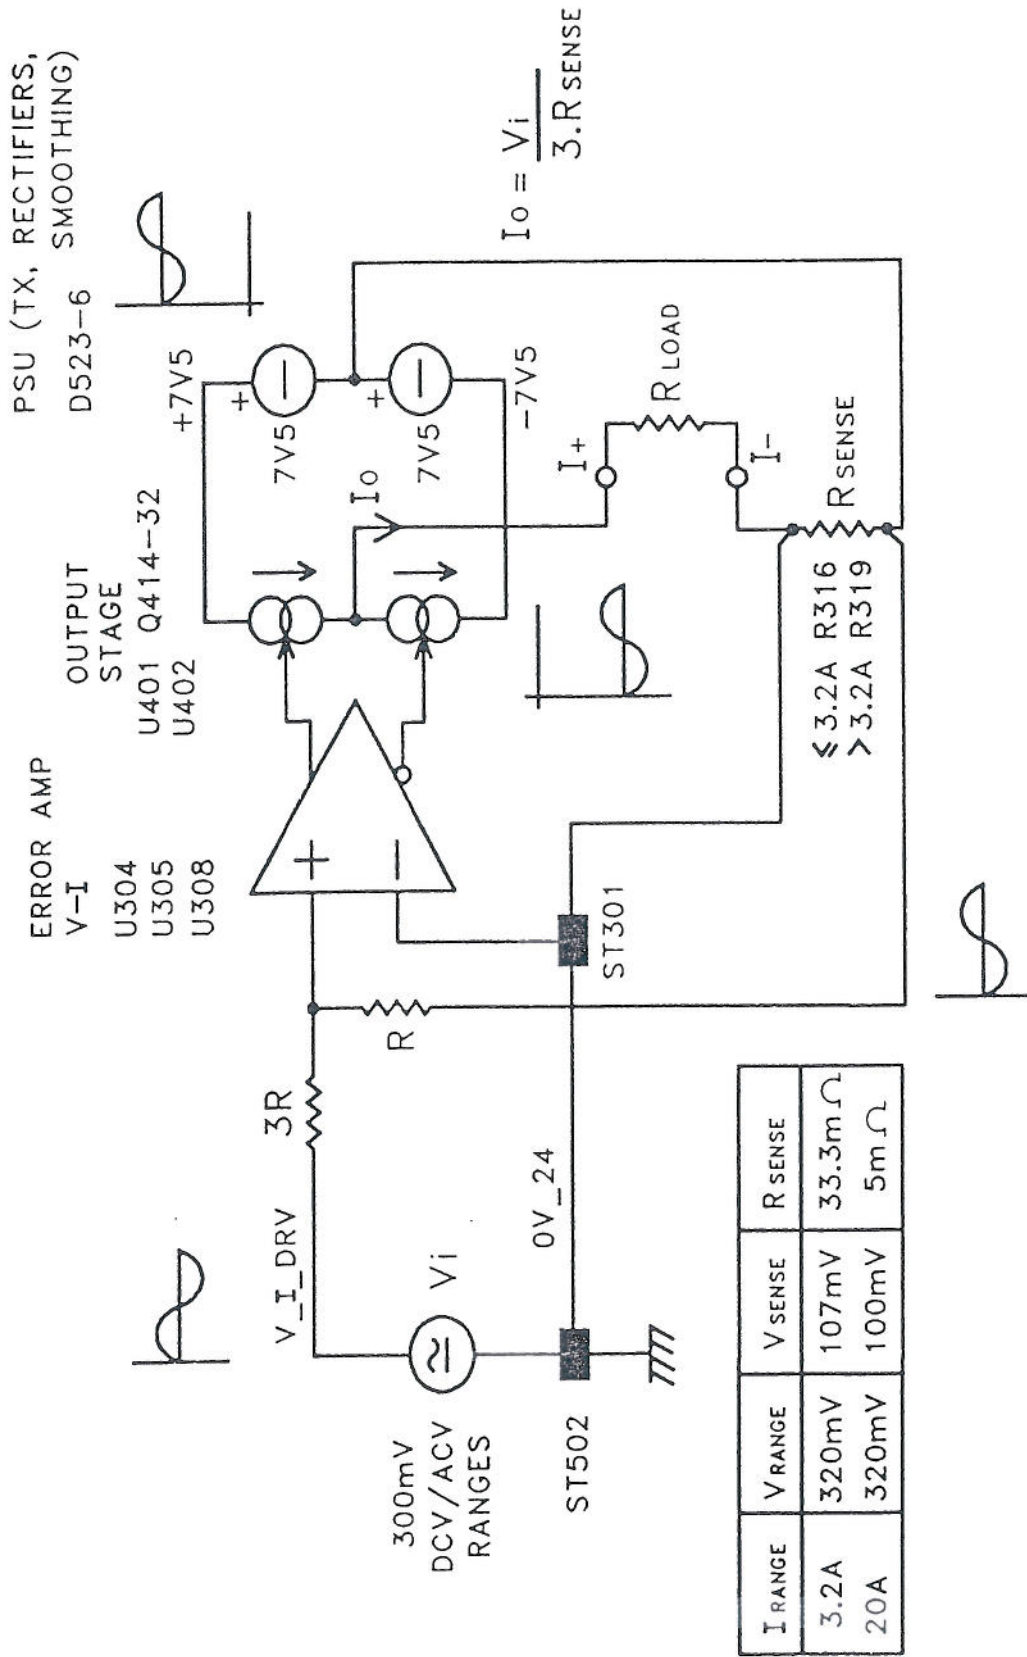 PSU (TX, RECTIFIERS,
SMOOTHING)
D523-6
ERROR AMP
V-I
U304
U305
U308
OUTPUT
STAGE
U401 Q414-32
U402
+7V5
+
7V5
+
7V5
-7V5
Io
Io = Vi
3.RSENSE
V_I_DRV
3R
R
+
−
300mV
DCV/ACV
RANGES
Vi
ST502
0V_24
ST301
I+
RLOAD
I-
RSENSE
⩽3.2A R316
>3.2A R319
IRANGE VRANGE VSENSE RSENSE
3.2A 320mV 107mV 33.3mΩ
20A 320mV 100mV 5mΩ